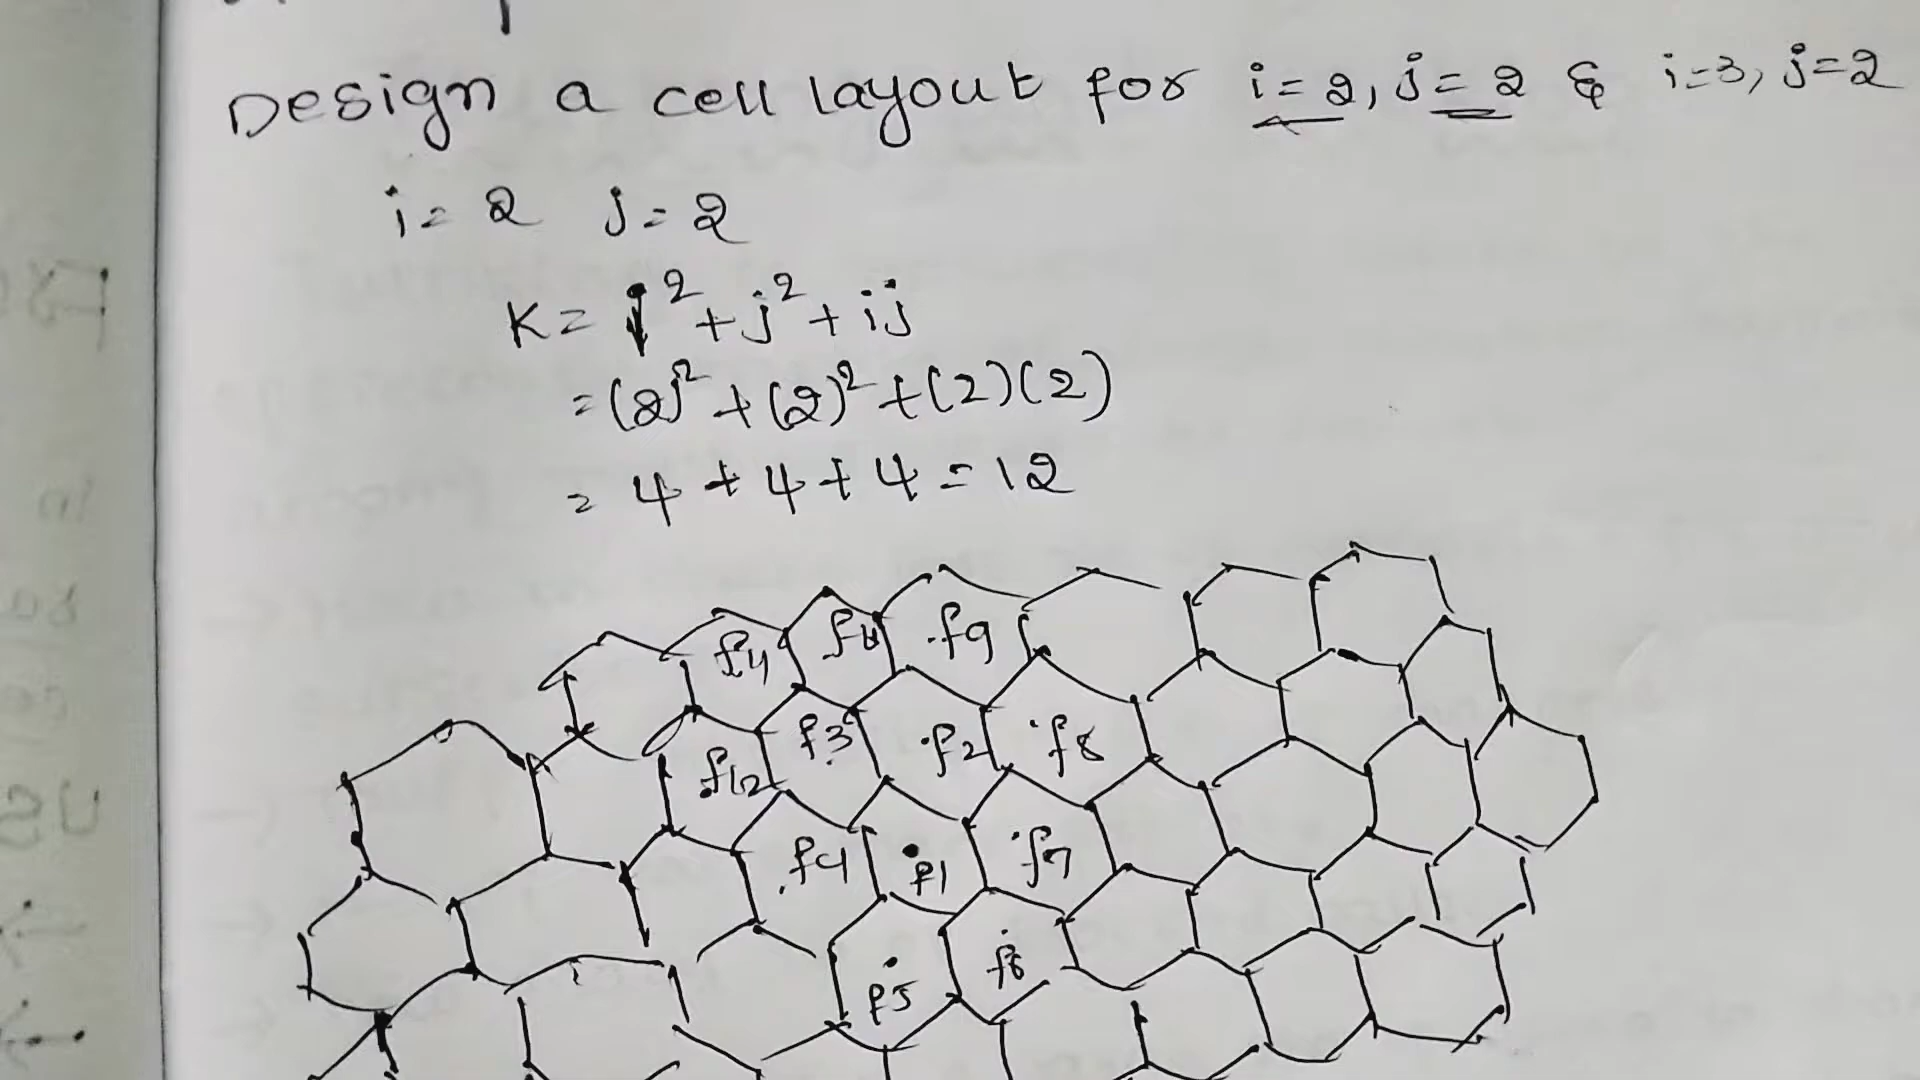 Design a cell layout for i=2, j=2 & i=3, j=2
i=2 j=2
K= i²+j²+ij
=(2)²+(2)²+(2)(2)
= 4+4+4=12
f4 f9
f12 f3 f2 f8
f4 f1 f7
f5 f6